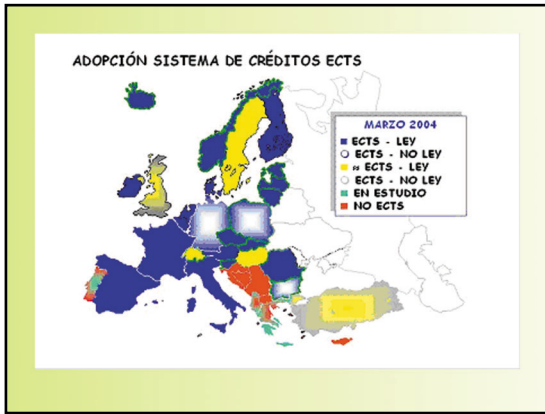 ADOPCIÓN SISTEMA DE CRÉDITOS ECTS
MARZO 2004
ECTS - LEY
ECTS - NO LEY
≈ ECTS - LEY
ECTS - NO LEY
EN ESTUDIO
NO ECTS